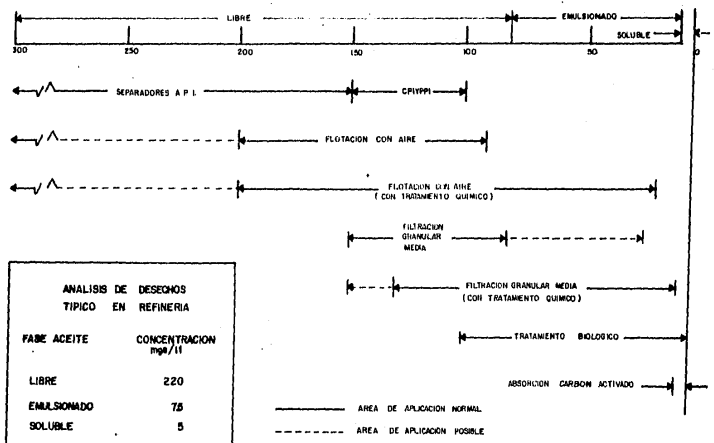 LIBRE EMULSIONADO
SOLUBLE
300 250 200 150 100 50 0
SEPARADORES A P I. CPIYPPI
FLOTACION CON AIRE
FLOTACION CON AIRE
(CON TRATAMIENTO QUIMICO)
FILTRACION
GRANULAR
MEDIA
FILTRACION GRANULAR MEDIA
(CON TRATAMIENTO QUIMICO)
TRATAMIENTO BIOLOGICO
ABSORCION CARBON ACTIVADO
ANALISIS DE DESECHOS
TIPICO EN REFINERIA
FASE ACEITE CONCENTRACION
mgs/lt
LIBRE 220
EMULSIONADO 75
SOLUBLE 5
AREA DE APLICACION NORMAL
AREA DE APLICACION POSIBLE